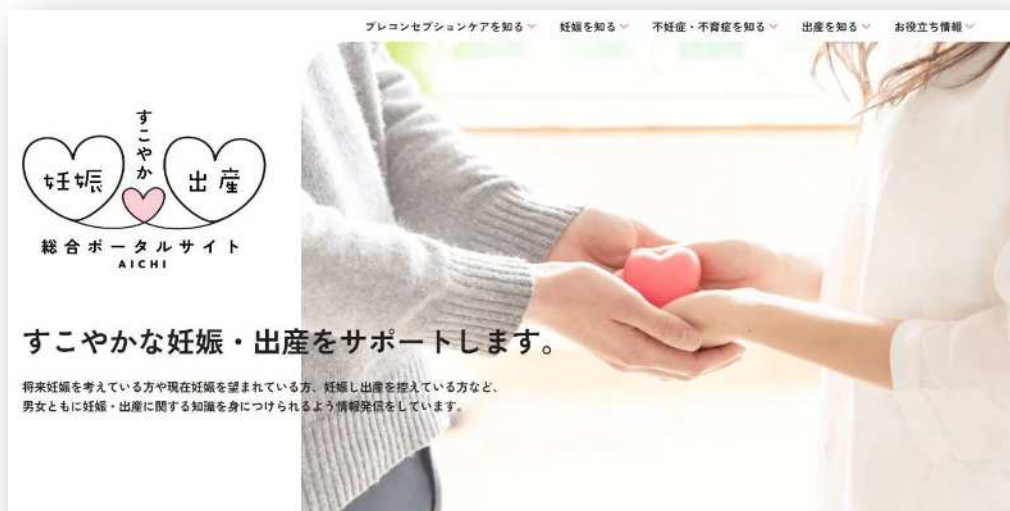 プレコンセプションケアを知る 妊娠を知る 不妊症・不育症を知る 出産を知る お役立ち情報
すこやか
妊娠 出産
総合ポータルサイト
AICHI
すこやかな妊娠・出産をサポートします。
将来妊娠を考えている方や現在妊娠を望まれている方、妊娠し出産を控えている方など、
男女ともに妊娠・出産に関する知識を身につけられるよう情報発信をしています。